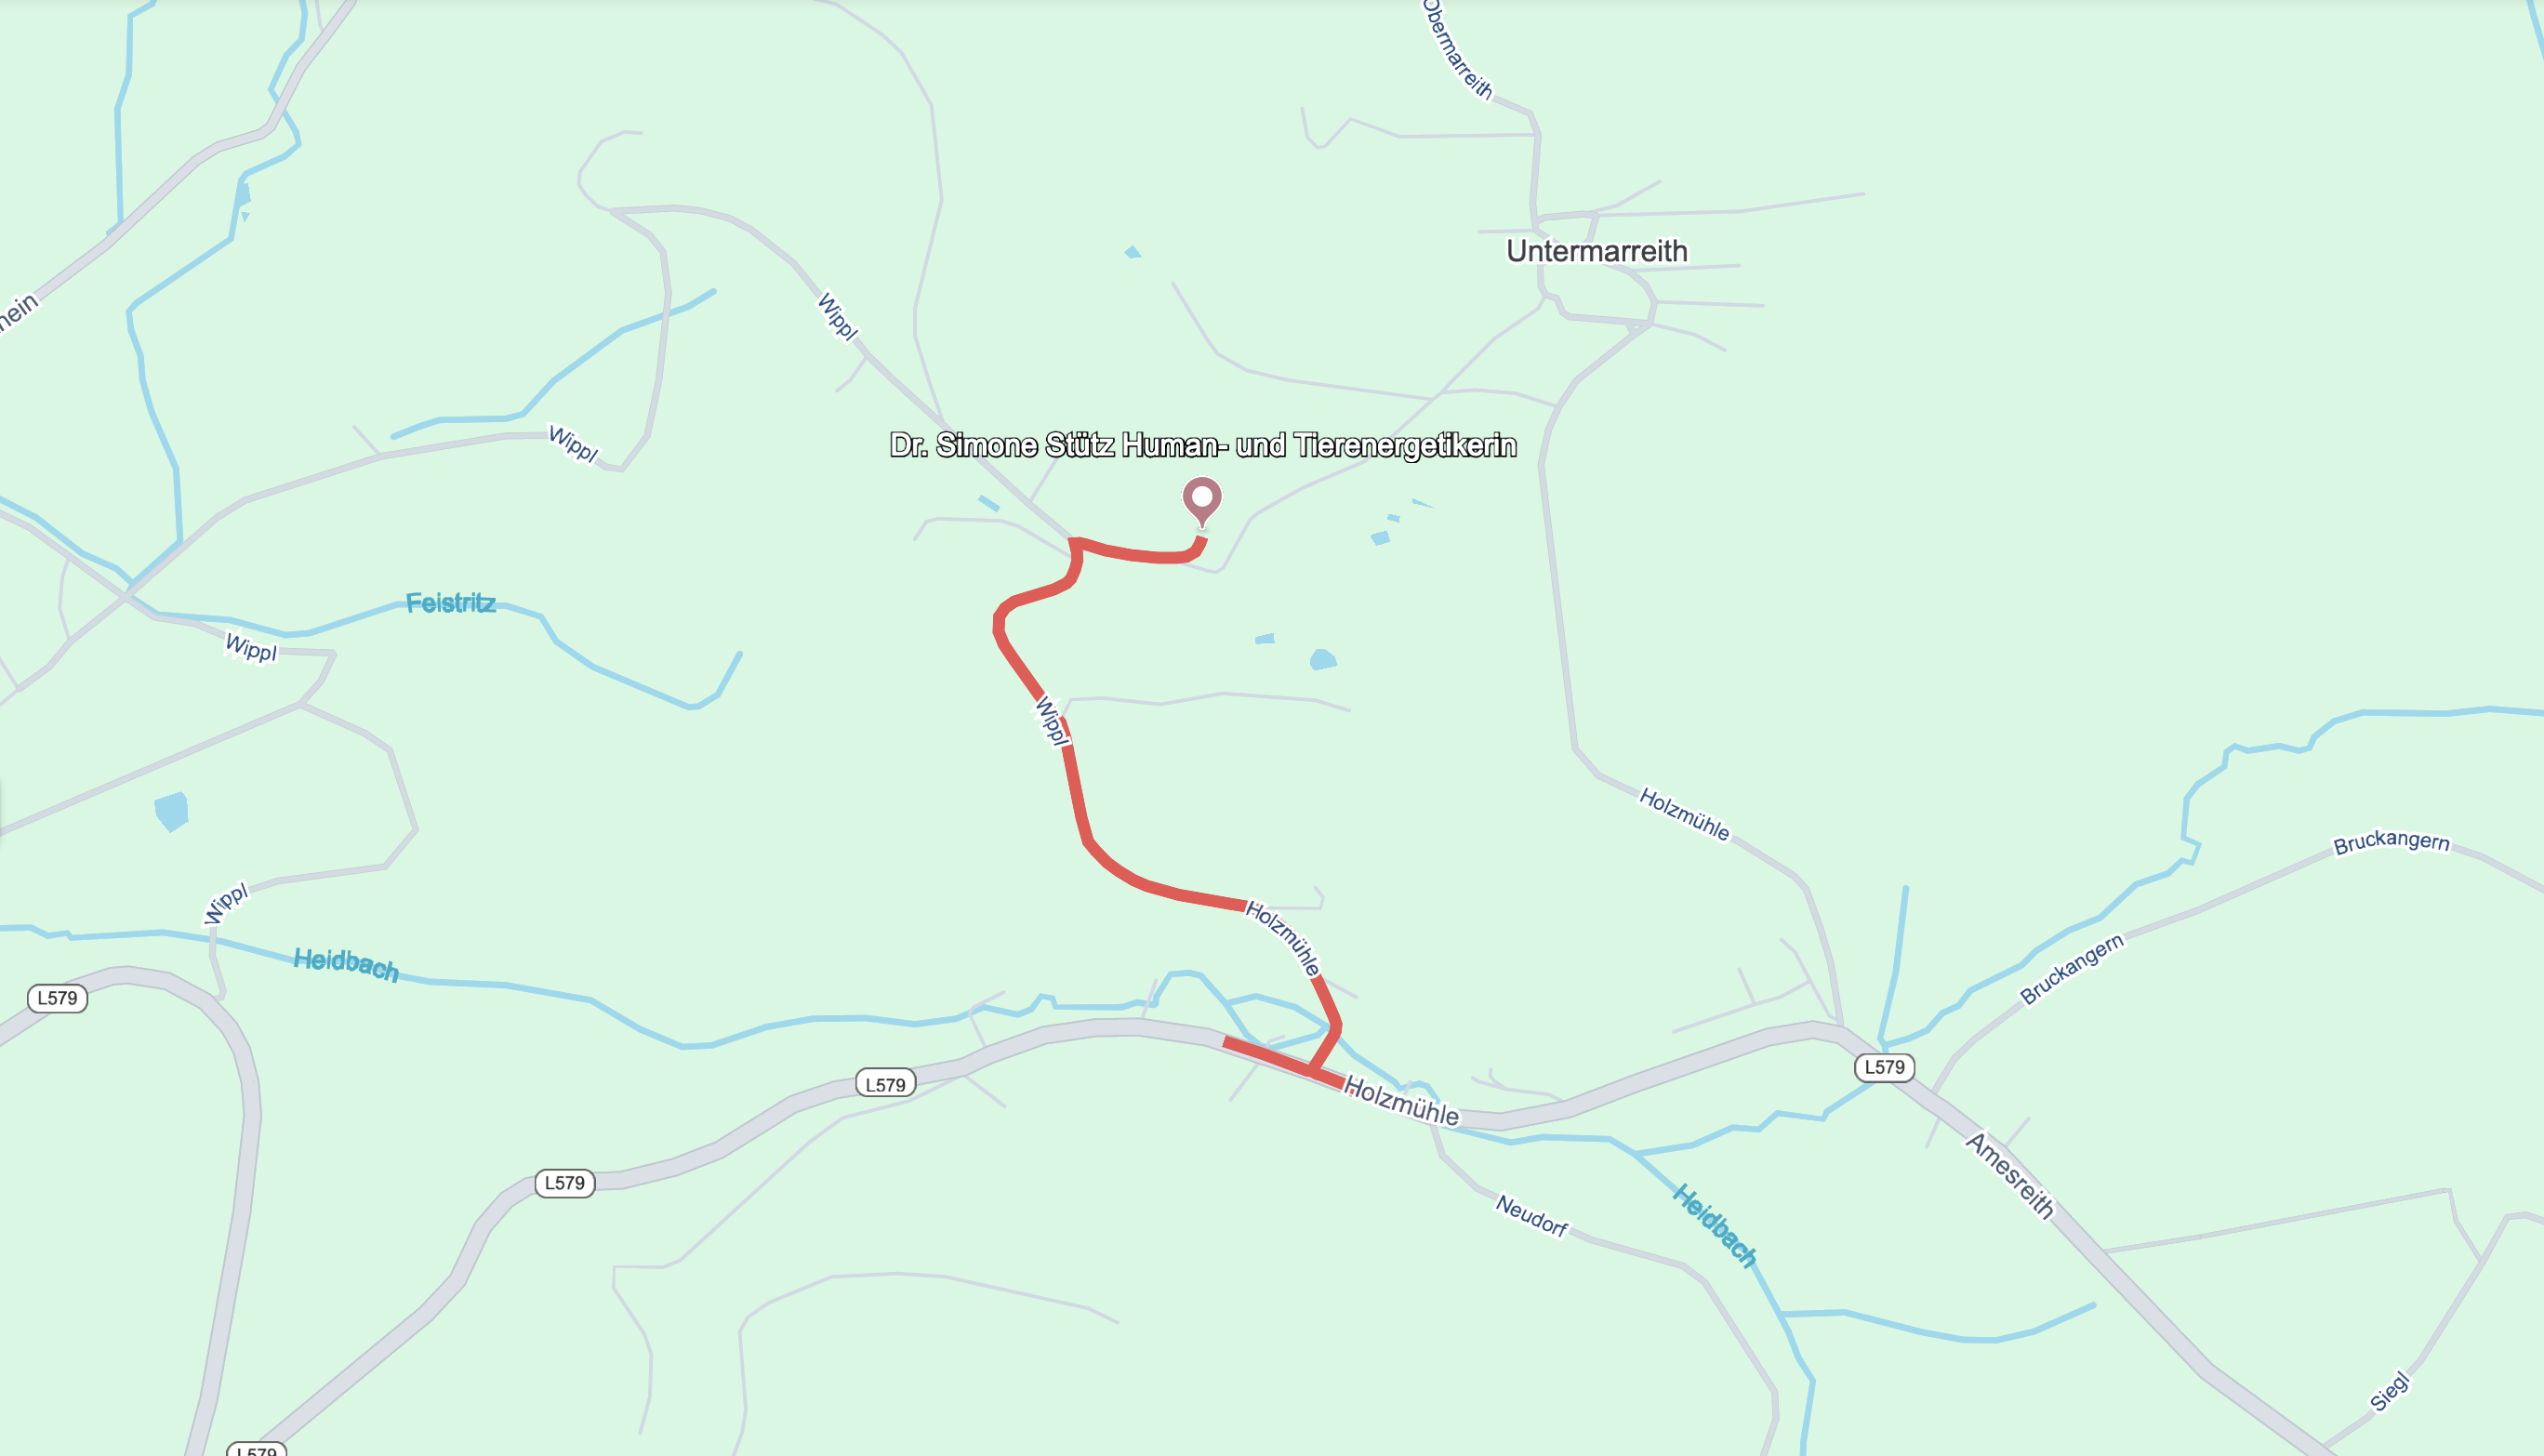 Obermarreith
Untermarreith
hein
Wippl
Wippl
Dr. Simone Stütz Human- und Tierenergetikerin
Feistritz
Wippl
Wippl
Holzmühle
Bruckangern
Wippl
Holzmühle
Bruckangern
Heidbach
L579
L579
L579
Holzmühle
Amesreith
L579
Neudorf
Heidbach
Siegl
L579